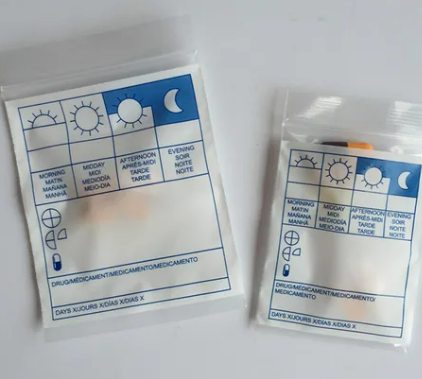 MORNING
MATIN
MAÑANA
MANHÃ
MIDDAY
MIDI
MEDIODÍA
MEIO-DIA
AFTERNOON
APRÈS-MIDI
TARDE
TARDE
EVENING
SOIR
NOITE
NOITE
DRUG/MÉDICAMENT/MEDICAMENTO/MEDICAMENTO
DAYS X/JOURS X/DÍAS X/DIAS X
MORNING
MATIN
MAÑANA
MANHÃ
MIDDAY
MIDI
MEDIODÍA
MEIO-DIA
AFTERNOON
APRÈS-MIDI
TARDE
TARDE
EVENING
SOIR
NOITE
NOITE
DRUG/MÉDICAMENT/MEDICAMENTO/
MEDICAMENTO
DAYS X/JOURS X/DÍAS X/DIAS X